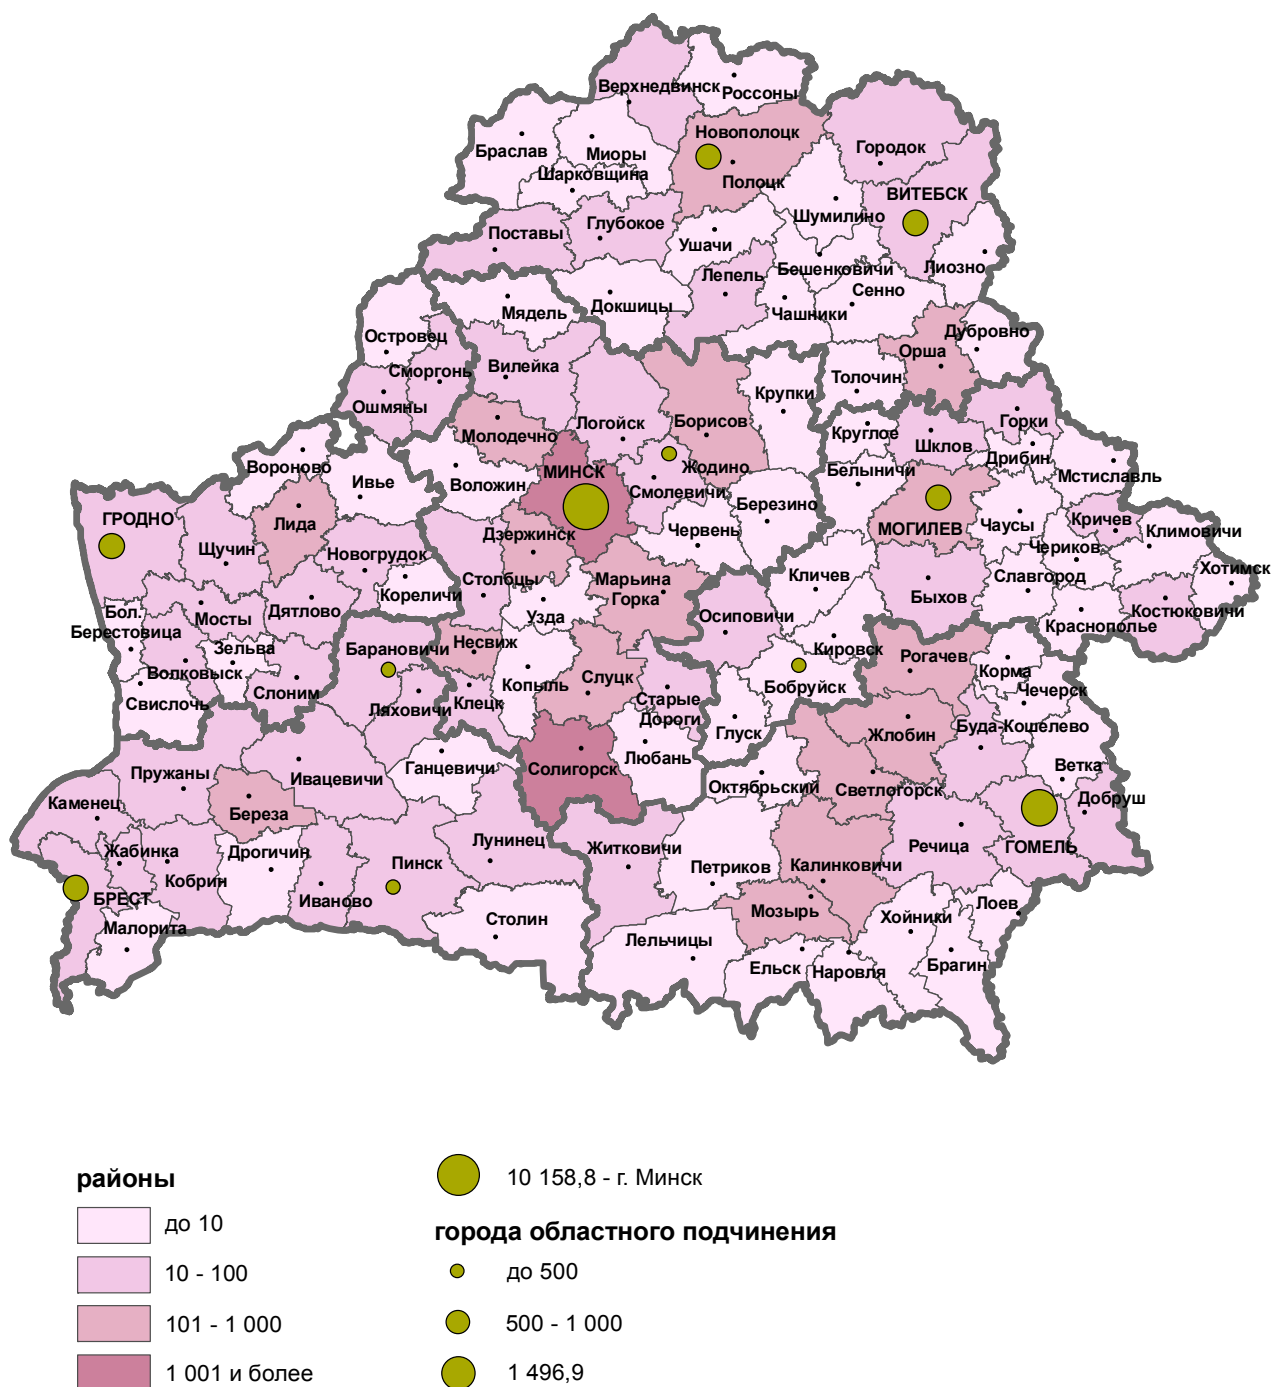 Верхнедвинск
Россоны
Новополоцк
Полоцк
Городок
Браслав
Миоры
Шарковщина
ВИТЕБСК
Шумилино
Поставы
Глубокое
Ушачи
Бешенковичи
Лиозно
Лепель
Сенно
Мядель
Докшицы
Чашники
Островец
Дубровно
Орша
Сморгонь
Вилейка
Толочин
Крупки
Ошмяны
Логойск
Борисов
Горки
Молодечно
Круглое
Шклов
Дрибин
Вороново
МИНСК
Жодино
Белыничи
Мстиславль
Ивье
Воложин
Смолевичи
Березино
ГРОДНО
Лида
Дзержинск
Червень
МОГИЛЕВ
Чаусы
Кричев
Климовичи
Щучин
Новогрудок
Чериков
Хотимск
Столбцы
Марьина
Горка
Кличев
Славгород
Кореличи
Быхов
Костюковичи
Бол.
Берестовица
Мосты
Дятлово
Узда
Осиповичи
Краснополье
Зельва
Барановичи
Несвиж
Кировск
Рогачев
Корма
Волковыск
Слоним
Копыль
Слуцк
Бобруйск
Чечерск
Свислочь
Ляховичи
Клецк
Старые
Дороги
Глуск
Жлобин
Буда-Кошелево
Пружаны
Ивацевичи
Ганцевичи
Солигорск
Любань
Ветка
Каменец
Береза
Октябрьский
Светлогорск
Добруш
Жабинка
Дрогичин
Лунинец
Житковичи
Речица
ГОМЕЛЬ
Кобрин
Пинск
Петриков
Калинковичи
БРЕСТ
Иваново
Мозырь
Лоев
Малорита
Столин
Хойники
Лельчицы
Ельск
Наровля
Брагин
районы
до 10
10 - 100
101 - 1 000
1 001 и более
10 158,8 - г. Минск
города областного подчинения
до 500
500 - 1 000
1 496,9